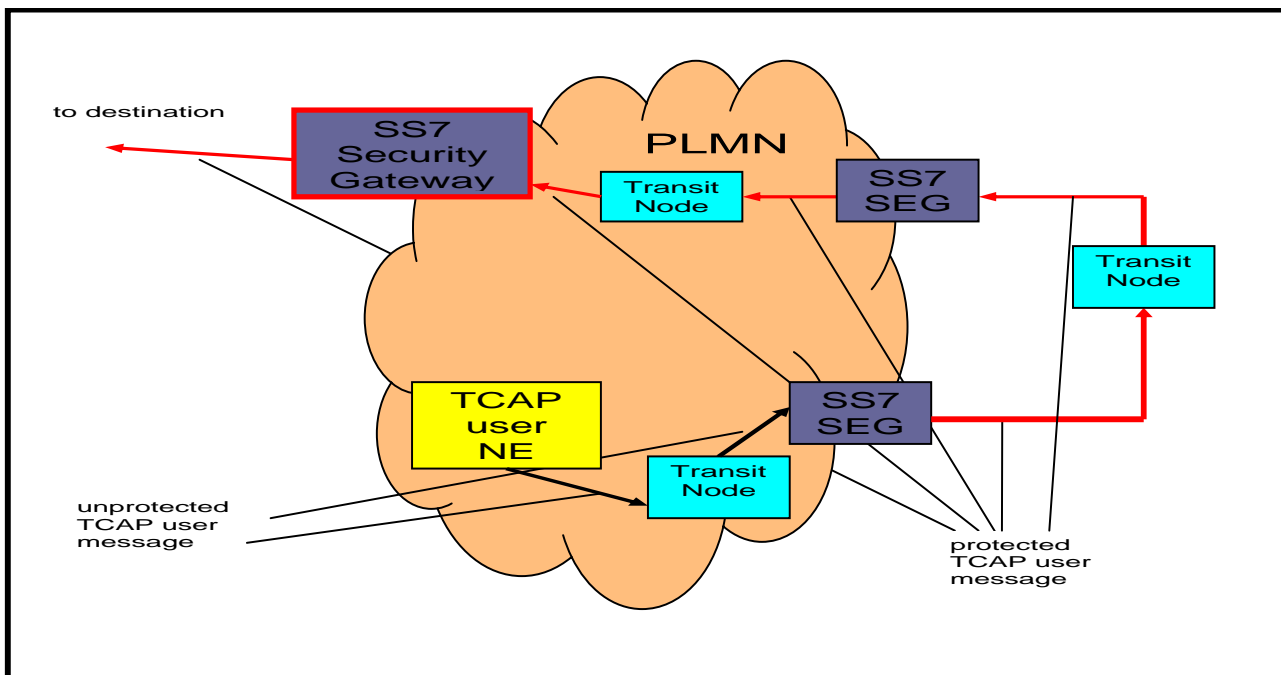 to destination
SS7
Security
Gateway
PLMN
Transit
Node
SS7
SEG
Transit
Node
TCAP
user
NE
SS7
SEG
Transit
Node
unprotected
TCAP user
message
protected
TCAP user
message